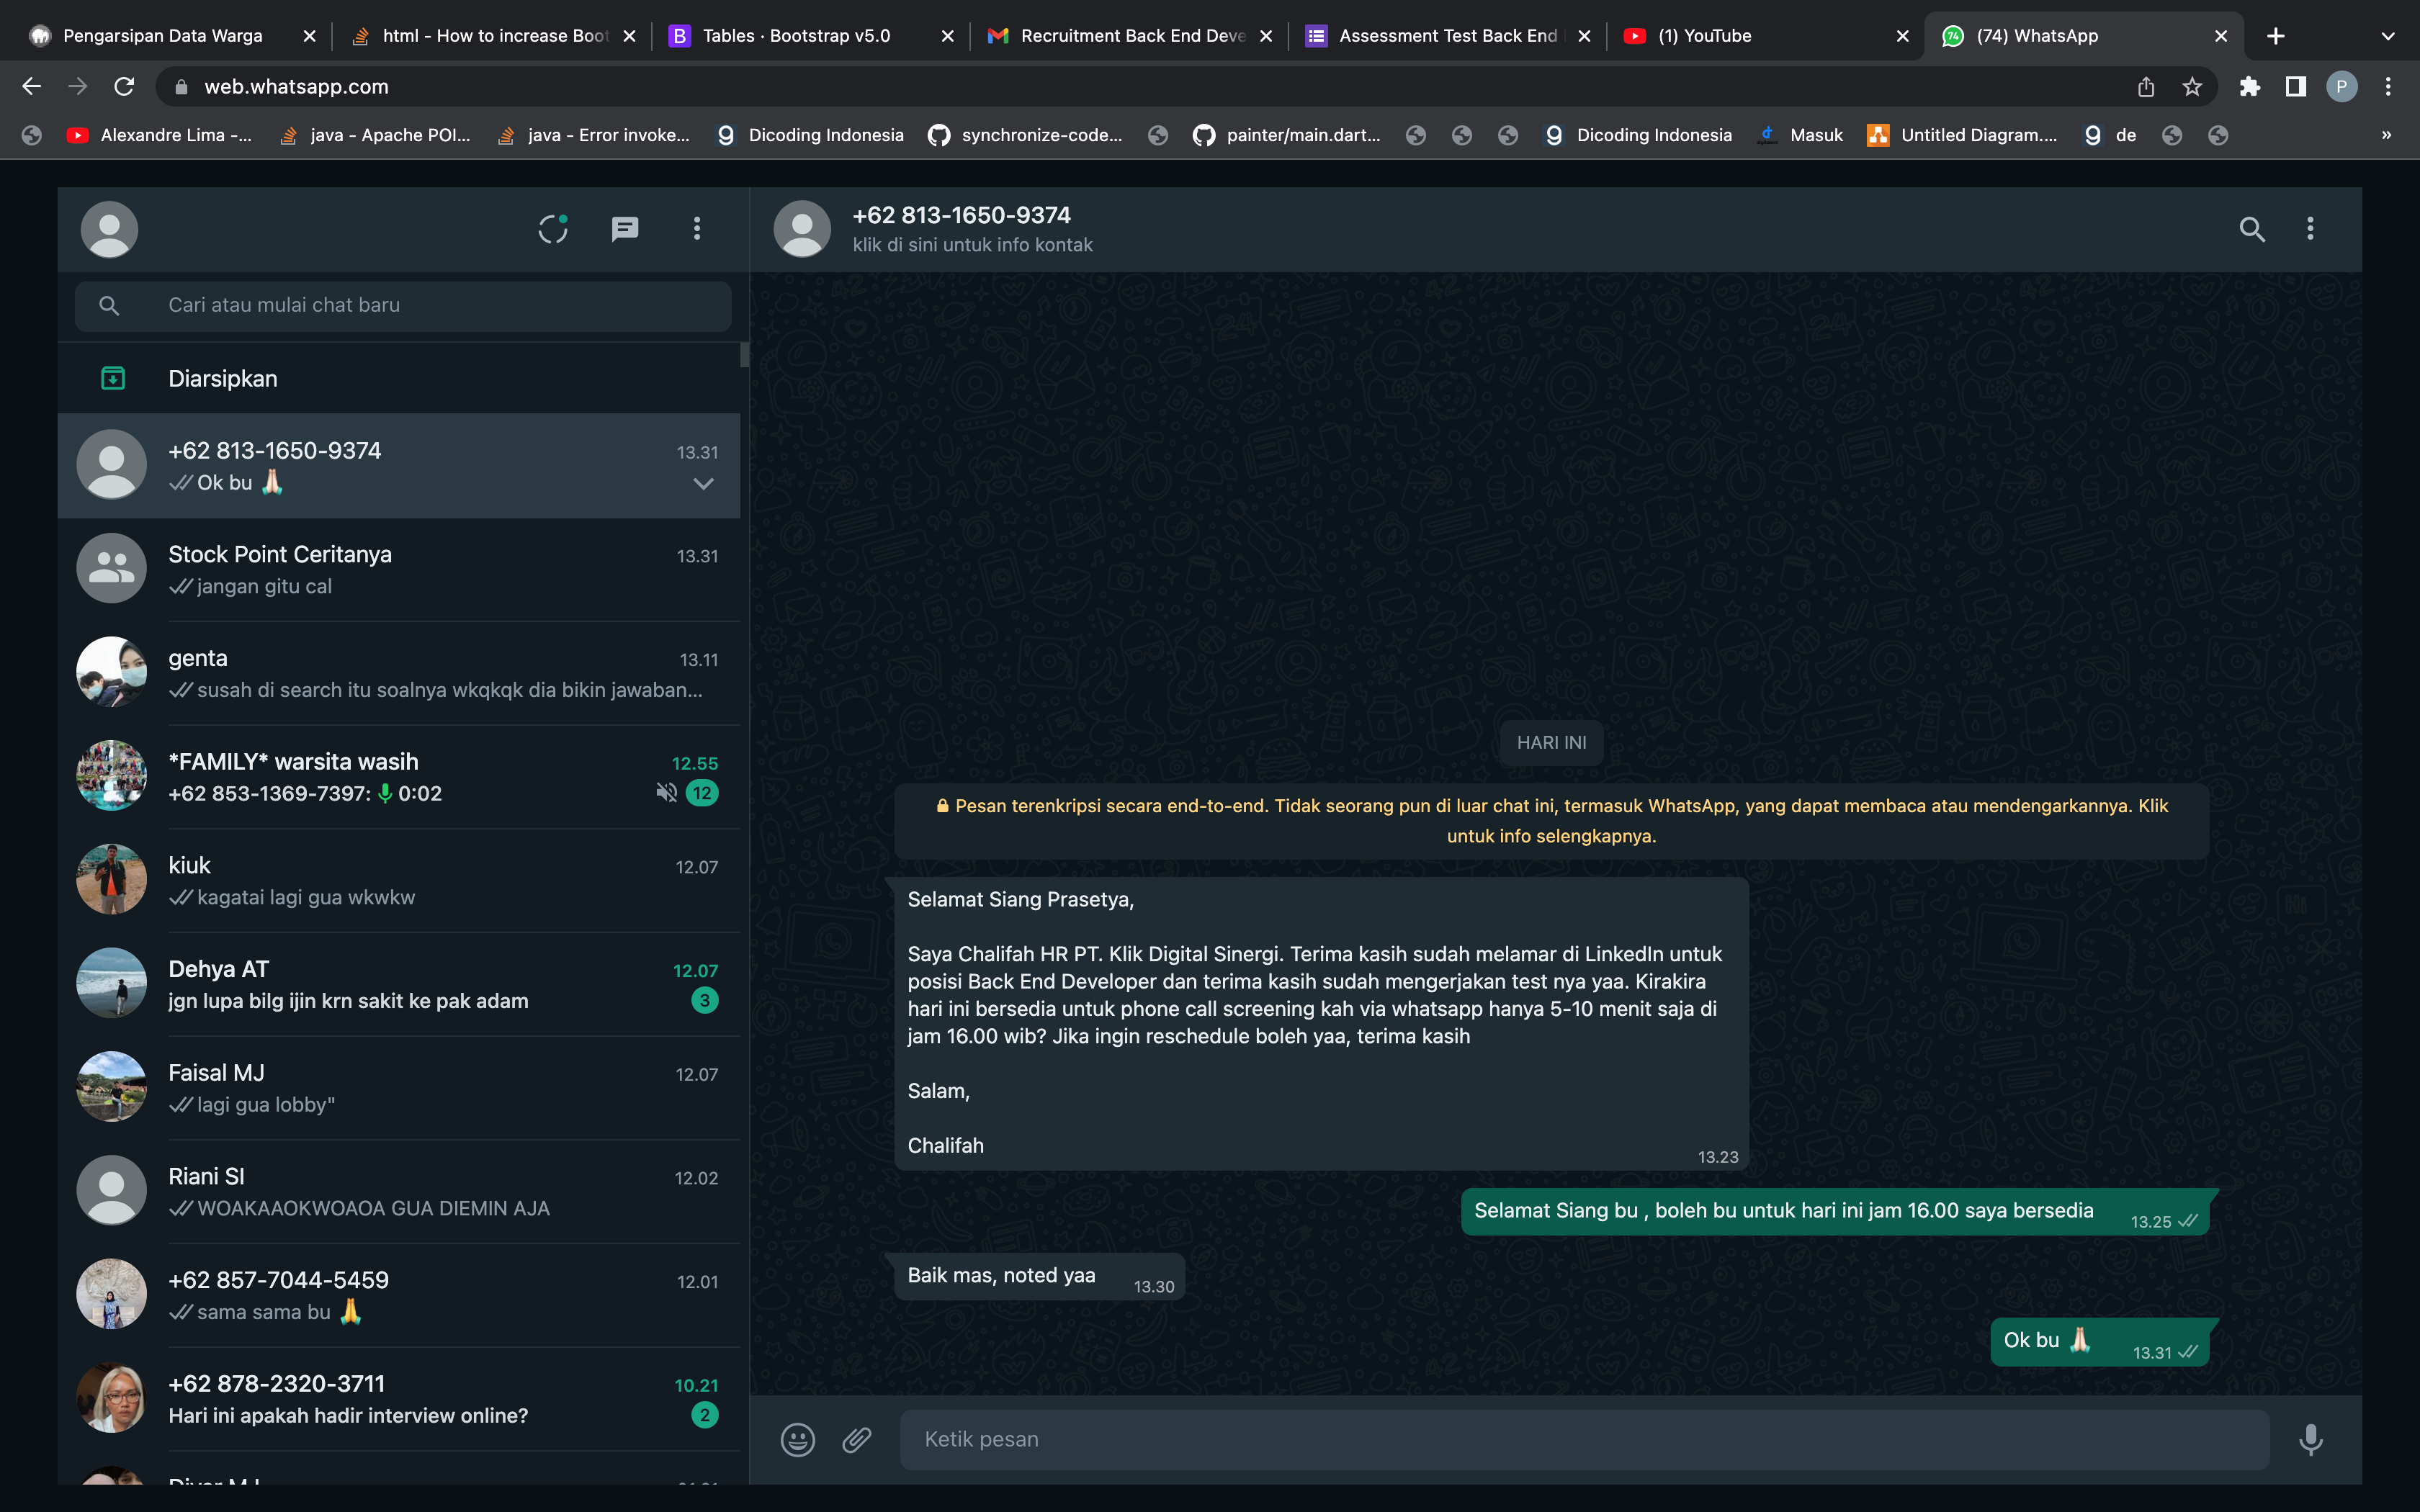 Pengarsipan Data Warga
html - How to increase Boot
Tables · Bootstrap v5.0
Recruitment Back End Deve
Assessment Test Back End
(1) YouTube
74
(74) WhatsApp
web.whatsapp.com
P
Alexandre Lima -...
java - Apache POI...
java - Error invoke...
Dicoding Indonesia
synchronize-code...
painter/main.dart...
Dicoding Indonesia
Masuk
Untitled Diagram....
de
»
+62 813-1650-9374
klik di sini untuk info kontak
Cari atau mulai chat baru
Diarsipkan
+62 813-1650-9374
13.31
Ok bu 🙏🏻
Stock Point Ceritanya
13.31
jangan gitu cal
genta
13.11
susah di search itu soalnya wkqkqk dia bikin jawaban...
*FAMILY* warsita wasih
12.55
+62 853-1369-7397: 0:02
12
kiuk
12.07
kagatai lagi gua wkwkw
Dehya AT
12.07
jgn lupa bilg ijin krn sakit ke pak adam
3
Faisal MJ
12.07
lagi gua lobby"
Riani SI
12.02
WOAKAAOKWOAOA GUA DIEMIN AJA
+62 857-7044-5459
12.01
sama sama bu 🙏
+62 878-2320-3711
10.21
Hari ini apakah hadir interview online?
2
HARI INI
Pesan terenkripsi secara end-to-end. Tidak seorang pun di luar chat ini, termasuk WhatsApp, yang dapat membaca atau mendengarkannya. Klik
untuk info selengkapnya.
Selamat Siang Prasetya,
Saya Chalifah HR PT. Klik Digital Sinergi. Terima kasih sudah melamar di LinkedIn untuk
posisi Back End Developer dan terima kasih sudah mengerjakan test nya yaa. Kirakira
hari ini bersedia untuk phone call screening kah via whatsapp hanya 5-10 menit saja di
jam 16.00 wib? Jika ingin reschedule boleh yaa, terima kasih
Salam,
Chalifah
13.23
Selamat Siang bu , boleh bu untuk hari ini jam 16.00 saya bersedia
13.25
Baik mas, noted yaa
13.30
Ok bu 🙏🏻
13.31
Ketik pesan